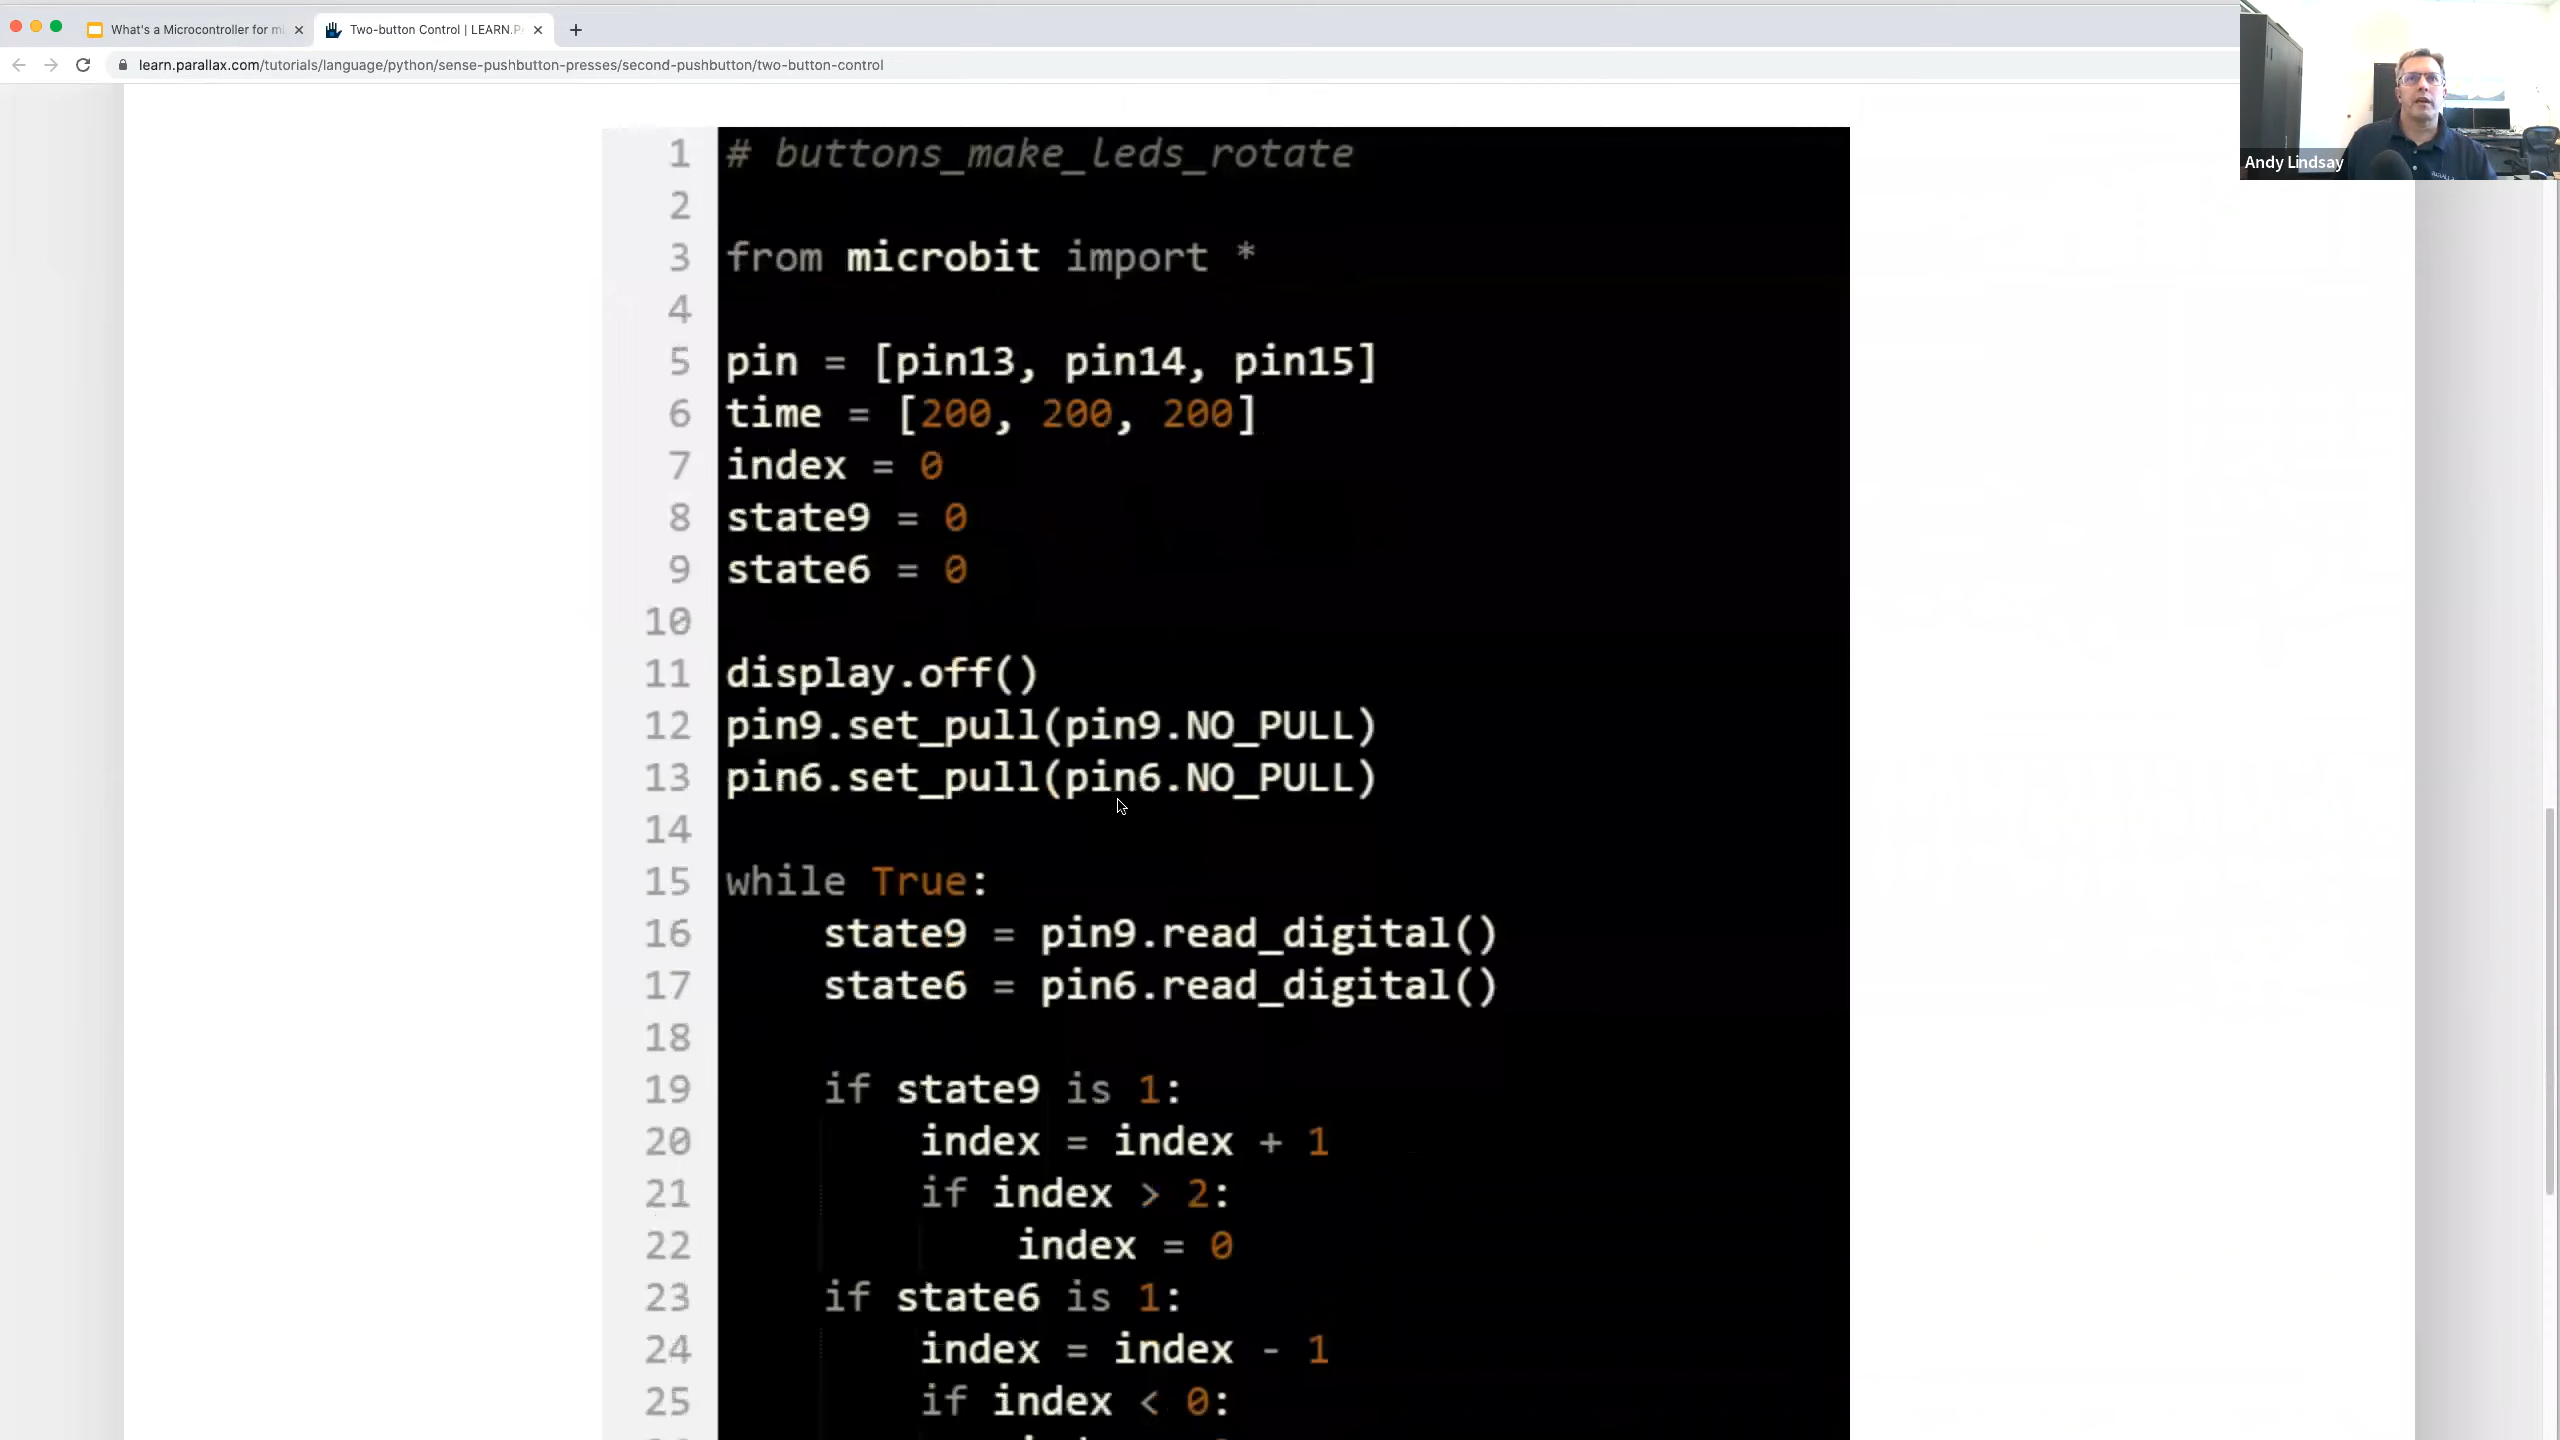 What's a Microcontroller for mi
Two-button Control | LEARN.P
learn.parallax.com/tutorials/language/python/sense-pushbutton-presses/second-pushbutton/two-button-control
Andy Lindsay
1 # buttons_make_leds_rotate
2
3 from microbit import *
4
5 pin = [pin13, pin14, pin15]
6 time = [200, 200, 200]
7 index = 0
8 state9 = 0
9 state6 = 0
10
11 display.off()
12 pin9.set_pull(pin9.NO_PULL)
13 pin6.set_pull(pin6.NO_PULL)
14
15 while True:
16     state9 = pin9.read_digital()
17     state6 = pin6.read_digital()
18
19     if state9 is 1:
20         index = index + 1
21         if index > 2:
22             index = 0
23     if state6 is 1:
24         index = index - 1
25         if index < 0: